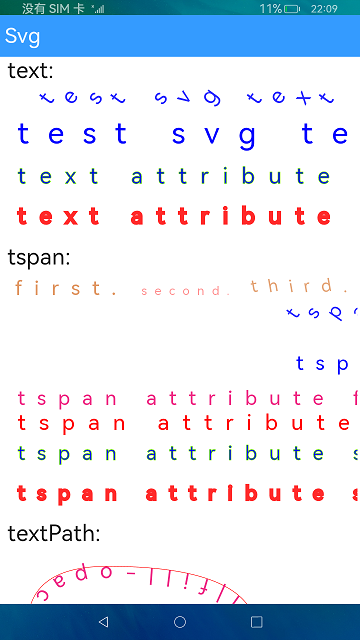 没有 SIM 卡 11% 22:09
Svg
text:
test svg text
test svg te
text attribute
text attribute
tspan:
first. second. third.
tsp
tsp
tspan attribute f
tspan attribute
tspan attribute s
tspan attribute s
textPath:
fill-opac